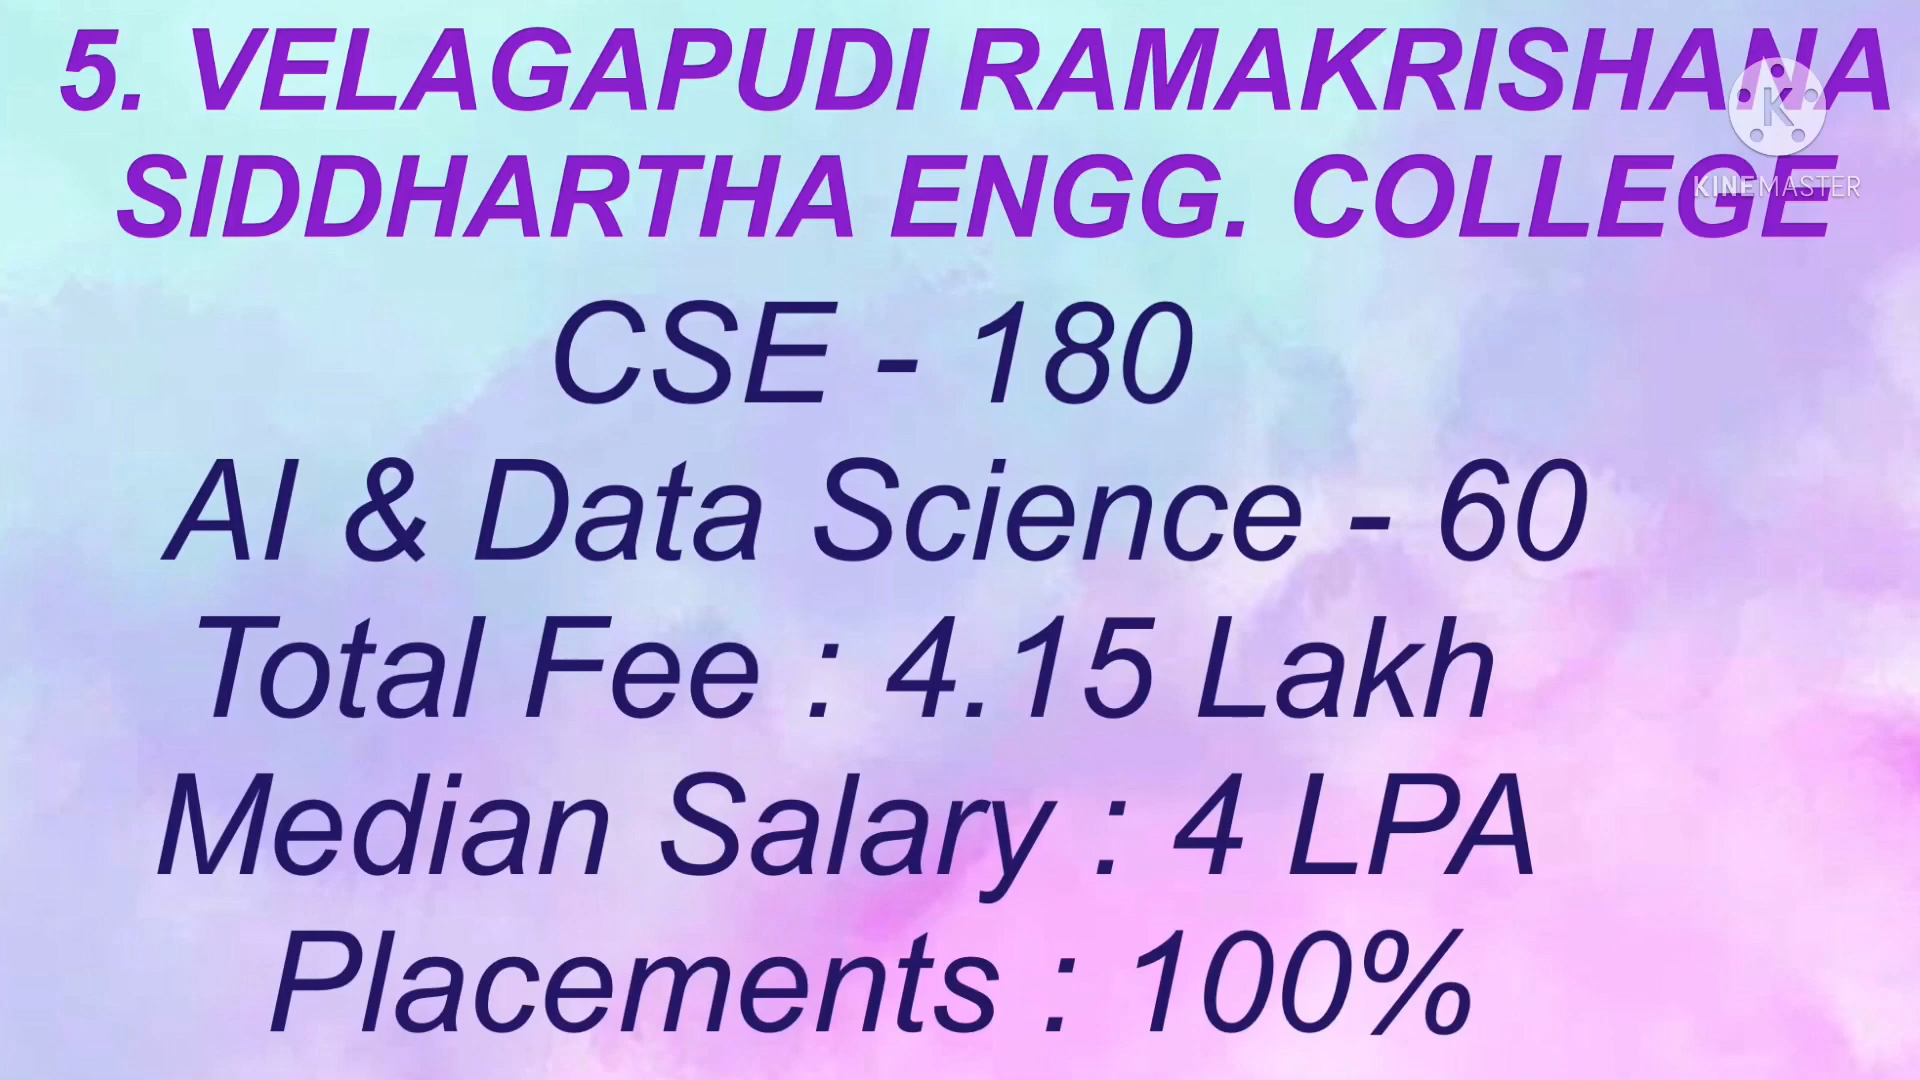 5. VELAGAPUDI RAMAKRISHANA
SIDDHARTHA ENGG. COLLEGE
K
KINEMASTER
CSE - 180
AI & Data Science - 60
Total Fee : 4.15 Lakh
Median Salary : 4 LPA
Placements : 100%